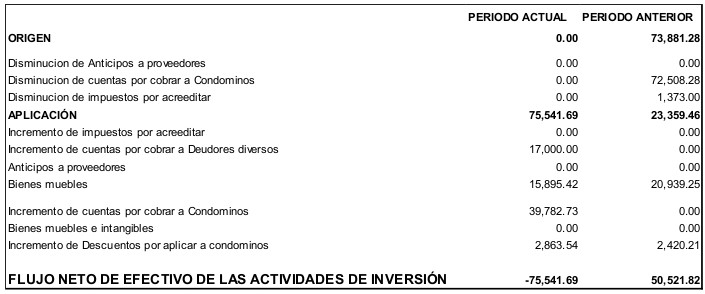 PERIODO ACTUAL PERIODO ANTERIOR
ORIGEN 0.00 73,881.28
Disminucion de Anticipos a proveedores 0.00 0.00
Disminucion de cuentas por cobrar a Condominos 0.00 72,508.28
Disminucion de impuestos por acreeditar 0.00 1,373.00
APLICACIÓN 75,541.69 23,359.46
Incremento de impuestos por acreeditar 0.00 0.00
Incremento de cuentas por cobrar a Deudores diversos 17,000.00 0.00
Anticipos a proveedores 0.00 0.00
Bienes muebles 15,895.42 20,939.25
Incremento de cuentas por cobrar a Condominos 39,782.73 0.00
Bienes muebles e intangibles 0.00 0.00
Incremento de Descuentos por aplicar a condominos 2,863.54 2,420.21
FLUJO NETO DE EFECTIVO DE LAS ACTIVIDADES DE INVERSIÓN -75,541.69 50,521.82